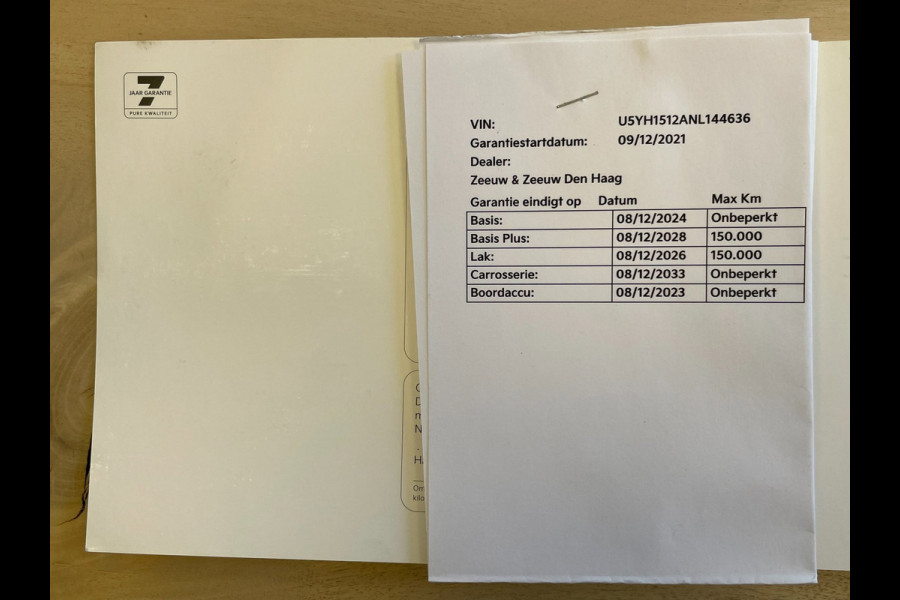 7
JAAR GARANTIE
PURE KWALITEIT
VIN: U5YH1512ANL144636
Garantiestartdatum: 09/12/2021
Dealer:
Zeeuw & Zeeuw Den Haag
Garantie eindigt op Datum Max Km
Basis: 08/12/2024 Onbeperkt
Basis Plus: 08/12/2028 150.000
Lak: 08/12/2026 150.000
Carrosserie: 08/12/2033 Onbeperkt
Boordaccu: 08/12/2023 Onbeperkt